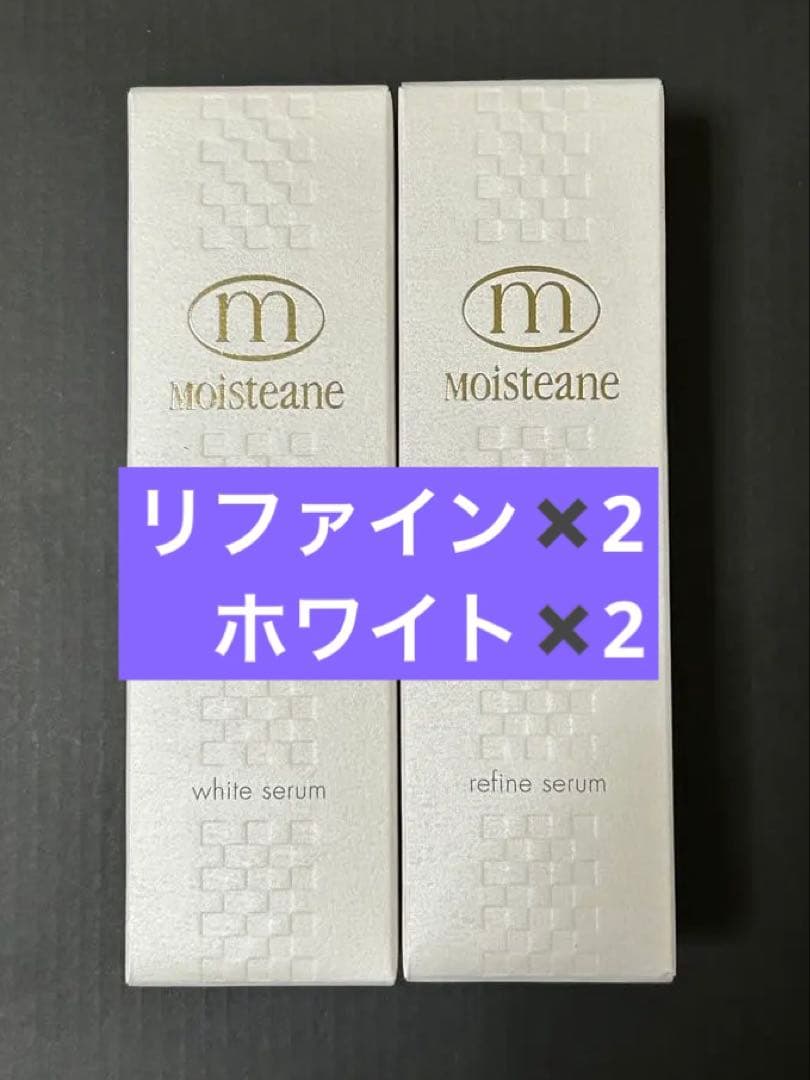 m
Moisteane
m
Moisteane
リファイン✖2
ホワイト✖2
white serum
refine serum